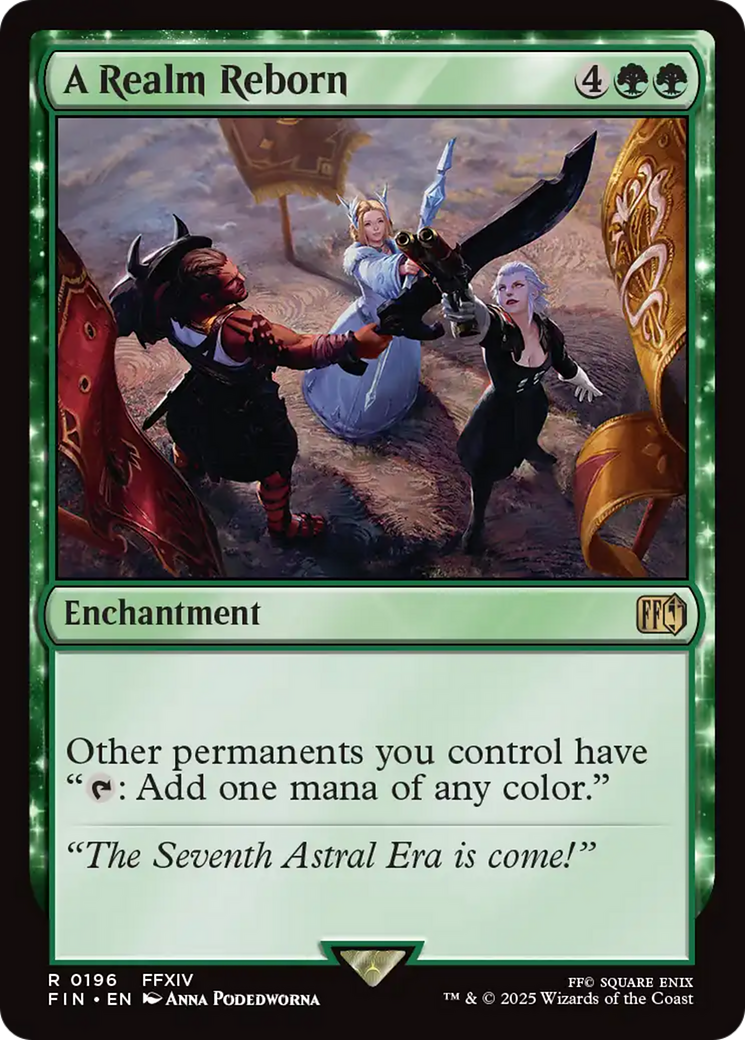 A Realm Reborn 4
Enchantment FF
Other permanents you control have
“: Add one mana of any color.”
“The Seventh Astral Era is come!”
R 0196 FFXIV
FIN • EN Anna Podedworna
FF© SQUARE ENIX
™ & © 2025 Wizards of the Coast